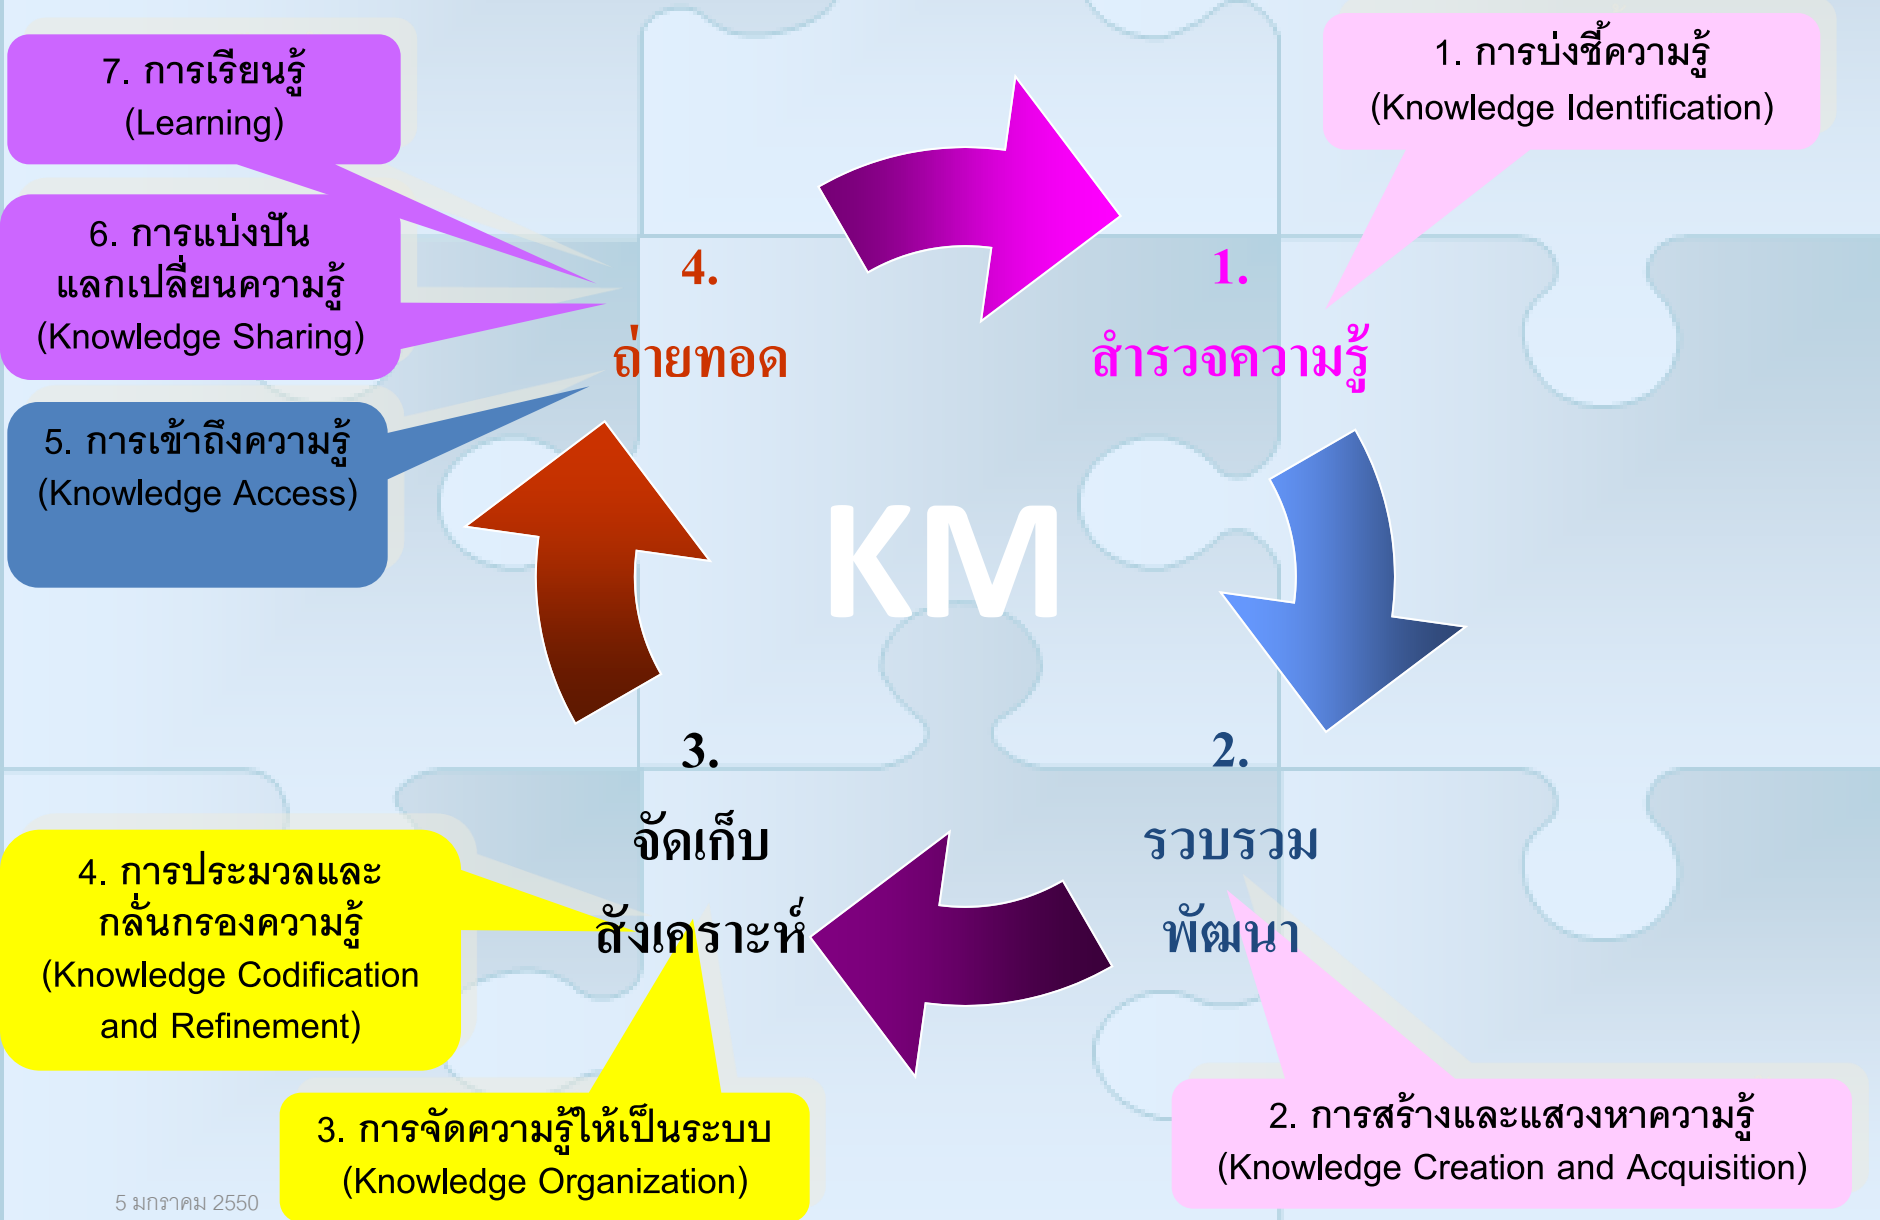 7. การเรียนรู้
(Learning)
1. การบ่งชี้ความรู้
(Knowledge Identification)
6. การแบ่งปัน
แลกเปลี่ยนความรู้
(Knowledge Sharing)
4.
ถ่ายทอด
1.
สำรวจความรู้
5. การเข้าถึงความรู้
(Knowledge Access)
KM
3.
จัดเก็บ
สังเคราะห์
2.
รวบรวม
พัฒนา
4. การประมวลและ
กลั่นกรองความรู้
(Knowledge Codification
and Refinement)
3. การจัดความรู้ให้เป็นระบบ
(Knowledge Organization)
2. การสร้างและแสวงหาความรู้
(Knowledge Creation and Acquisition)
5 มกราคม 2550